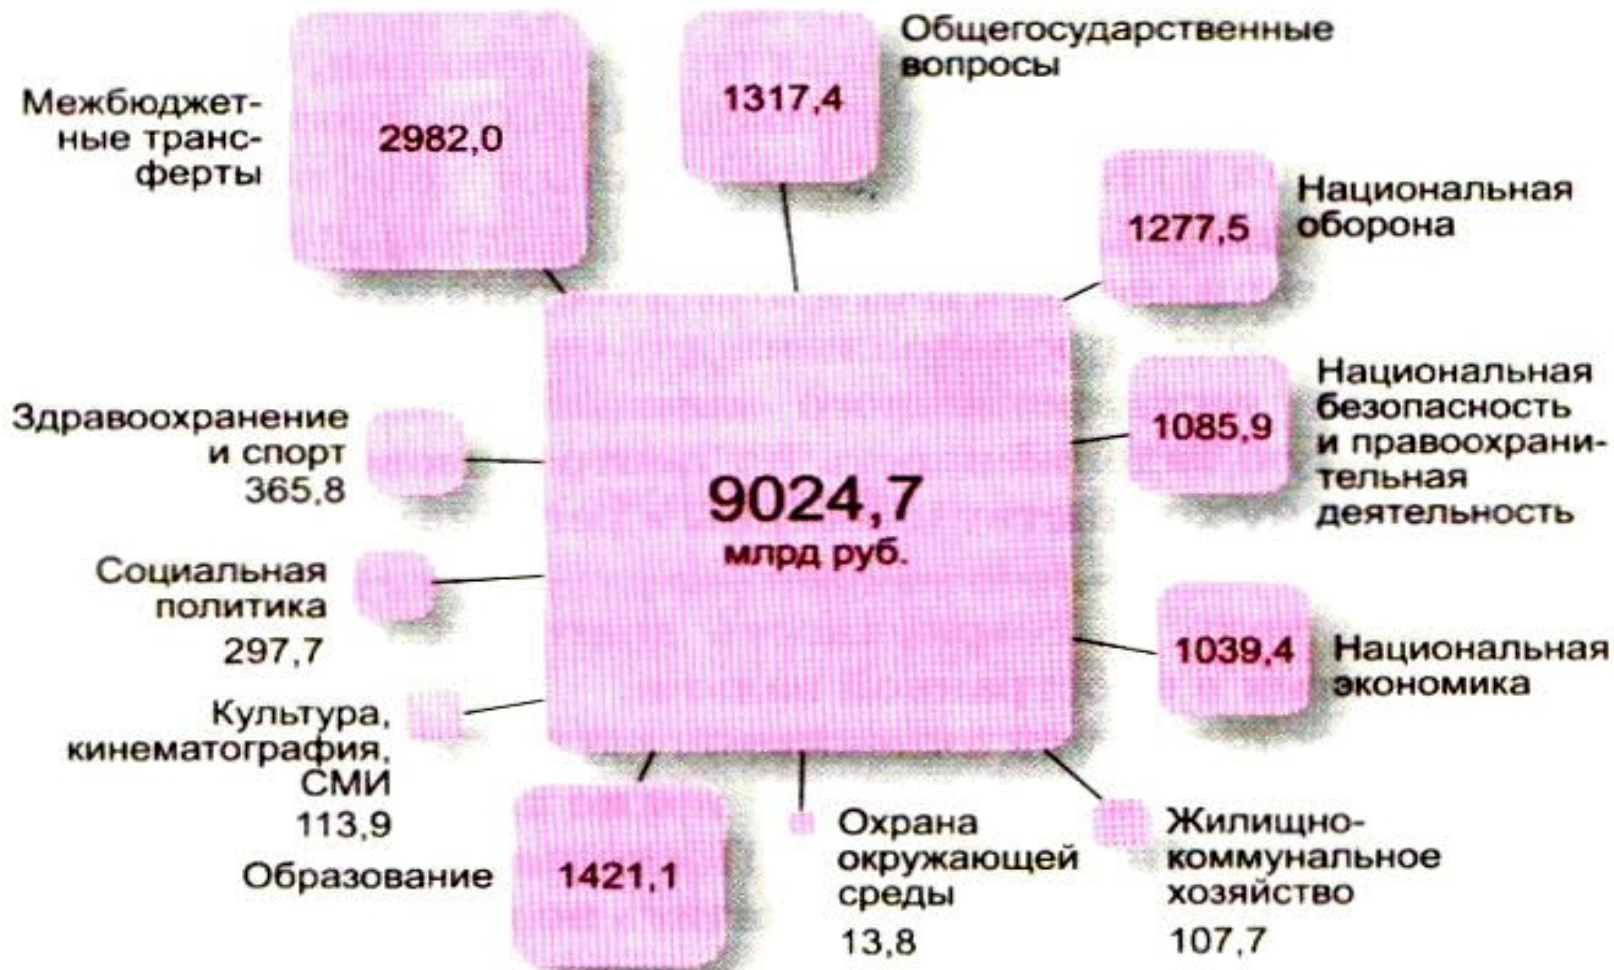 Межбюджет-
ные транс-
ферты
2982,0
1317,4
Общегосударственные
вопросы
1277,5
Национальная
оборона
1085,9
Национальная
безопасность
и правоохрани-
тельная
деятельность
1039,4
Национальная
экономика
9024,7
млрд руб.
Здравоохранение
и спорт
365,8
Социальная
политика
297,7
Культура,
кинематография,
СМИ
113,9
Образование
1421,1
Охрана
окружающей
среды
13,8
Жилищно-
коммунальное
хозяйство
107,7